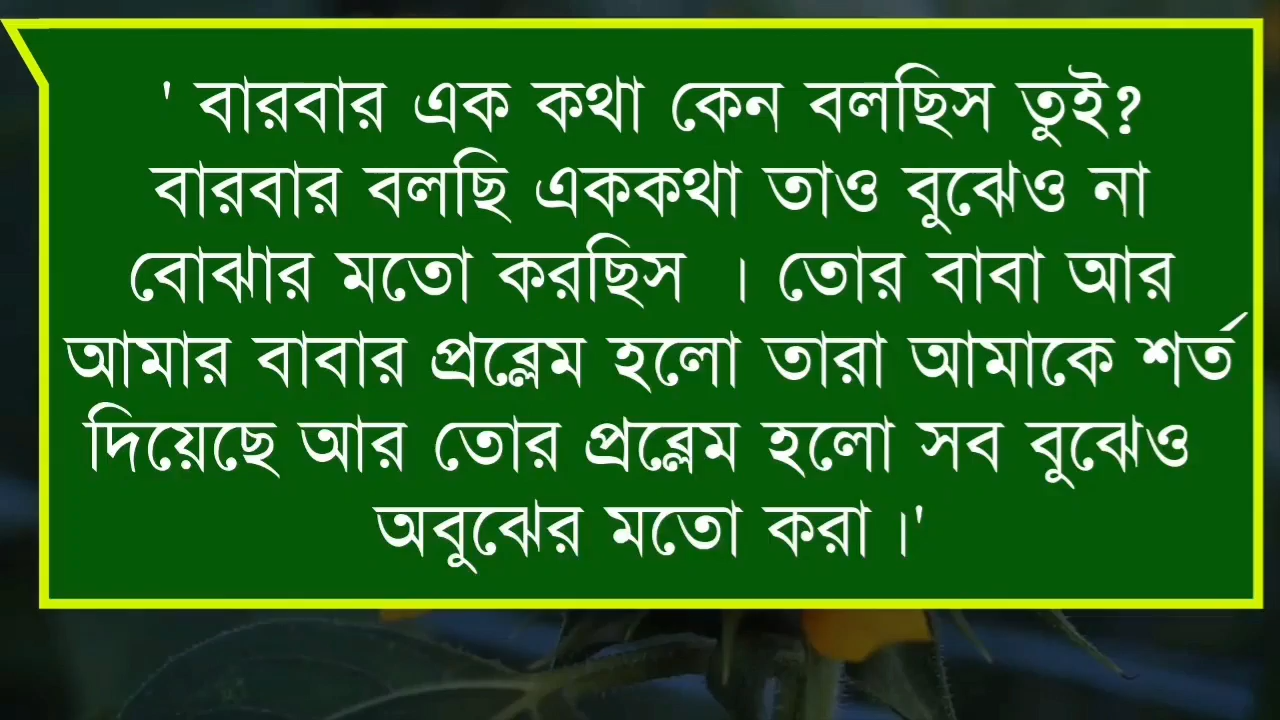 ' বারবার এক কথা কেন বলছিস তুই?
বারবার বলছি এককথা তাও বুঝেও না
বোঝার মতো করছিস । তোর বাবা আর
আমার বাবার প্রব্লেম হলো তারা আমাকে শর্ত
দিয়েছে আর তোর প্রব্লেম হলো সব বুঝেও
অবুঝের মতো করা ।'